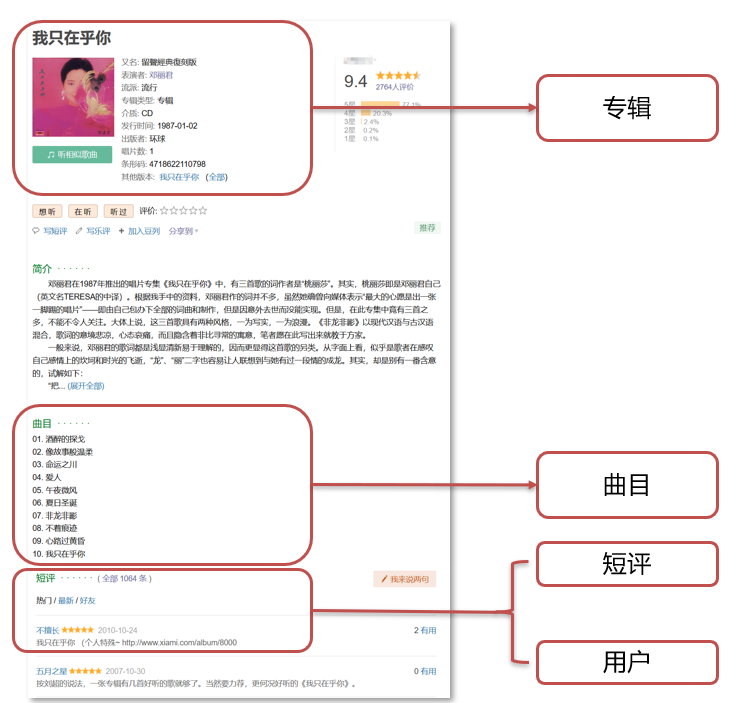 我只在乎你
又名: 留聲經典復刻版
表演者: 邓丽君
流派: 流行
专辑类型: 专辑
介质: CD
发行时间: 1987-01-02
出版者: 环球
唱片数: 1
条形码: 4718622110798
其他版本: 我只在乎你 (全部)
听相似歌曲
9.4
2764人评价
5星 77.1%
4星 20.3%
3星 2.4%
2星 0.2%
1星 0.1%
专辑
想听 在听 听过 评价:
写短评 写乐评 + 加入豆列 分享到
推荐
简介 · · · · · ·
邓丽君在1987年推出的唱片专集《我只在乎你》中，有三首歌的词作者是“桃丽莎”。其实，桃丽莎即是邓丽君自己
（英文名TERESA的中译）。根据我手中的资料，邓丽君作的词并不多，虽然她确曾向媒体表示“最大的心愿是出一张
一脚踢的唱片”——即由自己包办下全部的词曲和制作，但是因意外去世而没能实现。但是，在此专集中竟有三首之
多，不能不令人关注。大体上说，这三首歌具有两种风格，一为写实，一为浪漫。《非龙非彲》以现代汉语与古汉语
混合，歌词的意境悲凉，心态哀痛，而且隐含着非比寻常的寓意，笔者愿在此写出来就教于方家。
一般来说，邓丽君的歌词都是浅显清新易于理解的，因而更显得这首歌的另类。从字面上看，似乎是歌者在感叹
自己感情上的坎坷和时光的飞逝，“龙”、“丽”二字也容易让人联想到与她有过一段情的成龙。其实，却是别有一番含意
的，试解如下：
“把... (展开全部)
曲目 · · · · · ·
01. 酒醉的探戈
02. 像故事般温柔
03. 命运之川
04. 爱人
05. 午夜微风
06. 夏日圣诞
07. 非龙非彲
08. 不着痕迹
09. 心路过黄昏
10. 我只在乎你
曲目
短评 · · · · · · ( 全部 1064 条 )
我来说两句
热门 / 最新 / 好友
不擅长 2010-10-24
2 有用
我只在乎你 （个人特殊~ http://www.xiami.com/album/8000
五月之星 2007-10-30
0 有用
按刘超的说法，一张专辑有几首好听的歌就够了。当然要力荐，更何况好听的《我只在乎你》。
短评
用户